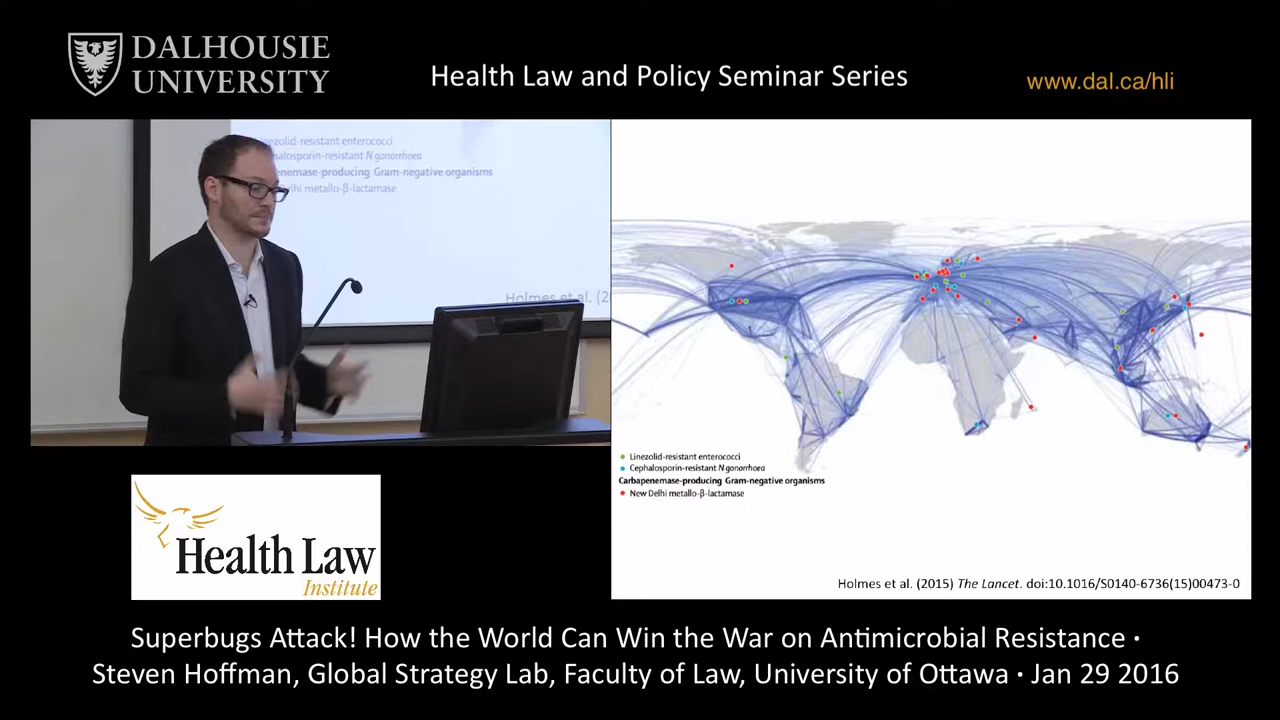 DALHOUSIE
UNIVERSITY
Health Law and Policy Seminar Series
www.dal.ca/hli
Linezolid-resistant enterococci
Cephalosporin-resistant N gonorrhoea
Carbapenemase-producing Gram-negative organisms
New Delhi metallo-β-lactamase
Holmes et al. (2
Linezolid-resistant enterococci
Cephalosporin-resistant N gonorrhoea
Carbapenemase-producing Gram-negative organisms
New Delhi metallo-β-lactamase
Holmes et al. (2015) The Lancet. doi:10.1016/S0140-6736(15)00473-0
Health Law
Institute
Superbugs Attack! How the World Can Win the War on Antimicrobial Resistance •
Steven Hoffman, Global Strategy Lab, Faculty of Law, University of Ottawa • Jan 29 2016